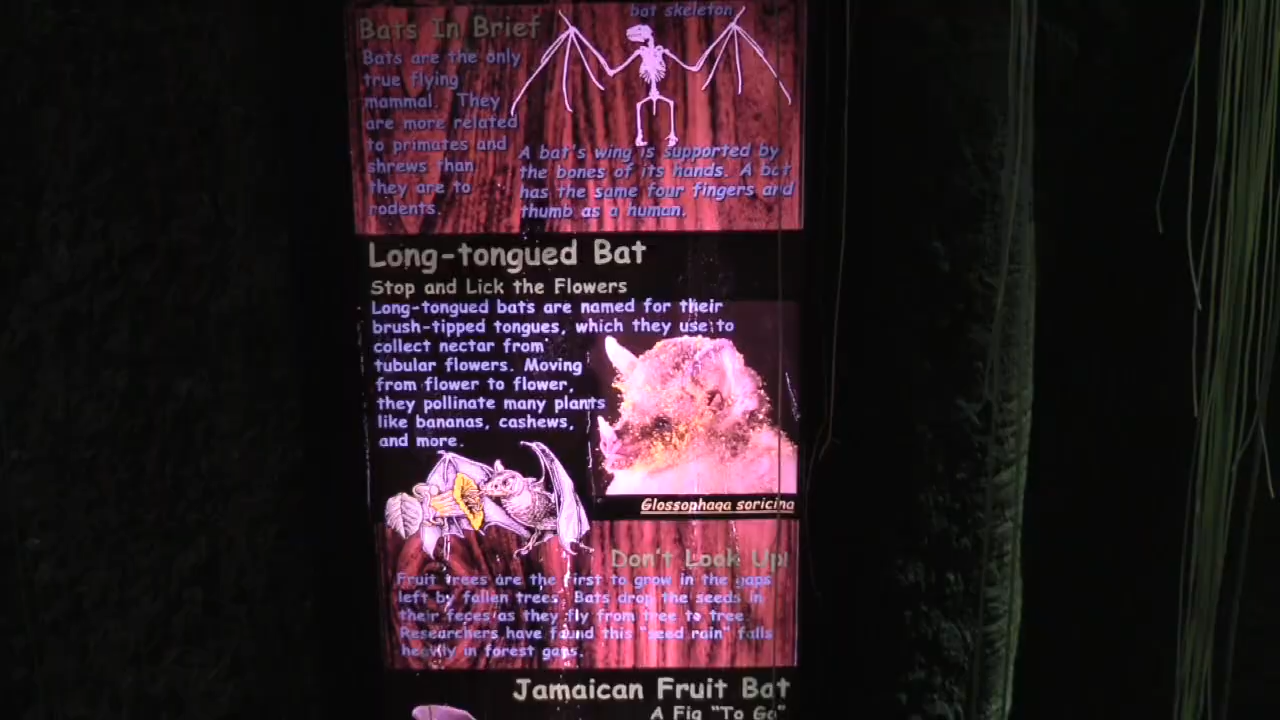 Bats In Brief
Bats are the only
true flying
mammal. They
are more related
to primates and
shrews than
they are to
rodents.
bat skeleton
A bat's wing is supported by
the bones of its hands. A bat
has the same four fingers and
thumb as a human.
Long-tongued Bat
Stop and Lick the Flowers
Long-tongued bats are named for their
brush-tipped tongues, which they use to
collect nectar from
tubular flowers. Moving
from flower to flower,
they pollinate many plants
like bananas, cashews,
and more.
Glossophaga soricina
Don't Look Up!
Fruit trees are the first to grow in the gaps
left by fallen trees. Bats drop the seeds in
their feces as they fly from tree to tree.
Researchers have found this "seed rain" falls
heavily in forest gaps.
Jamaican Fruit Bat
A Fig "To Go"